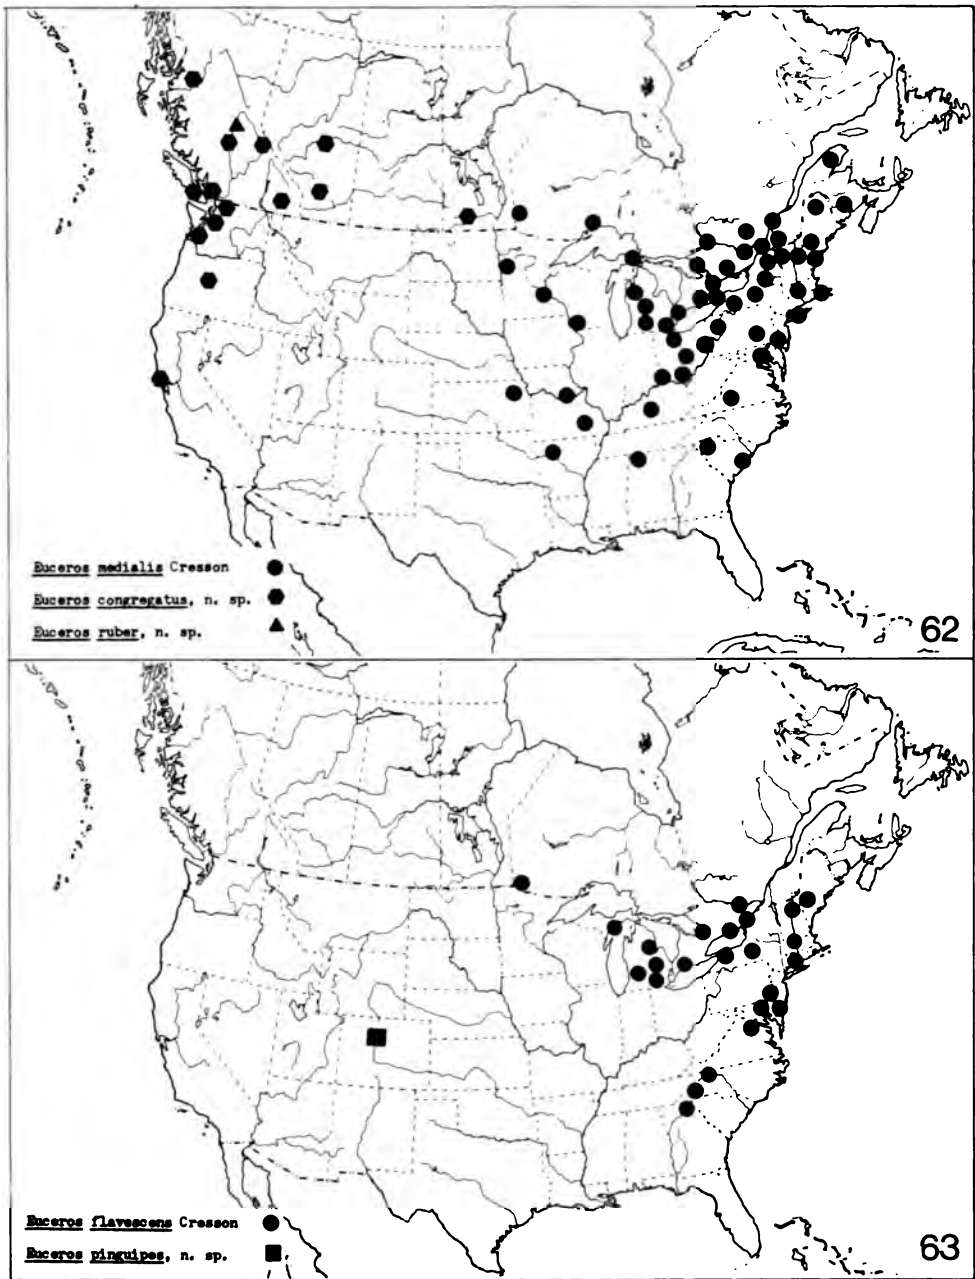 Euceros medialis Cresson
Euceros congregatus, n. sp.
Euceros ruber, n. sp.
62
Euceros flavescens Cresson
Euceros pinguipes, n. sp.
63